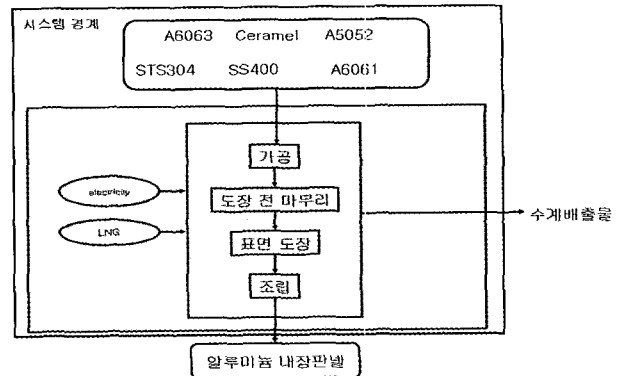 시스템 경계
A6063 Ceramel A5052
STS304 SS400 A6061
가공
electricity
도장 전 마무리
수계배출물
LNG
표면 도장
조립
알루미늄 내장판넬